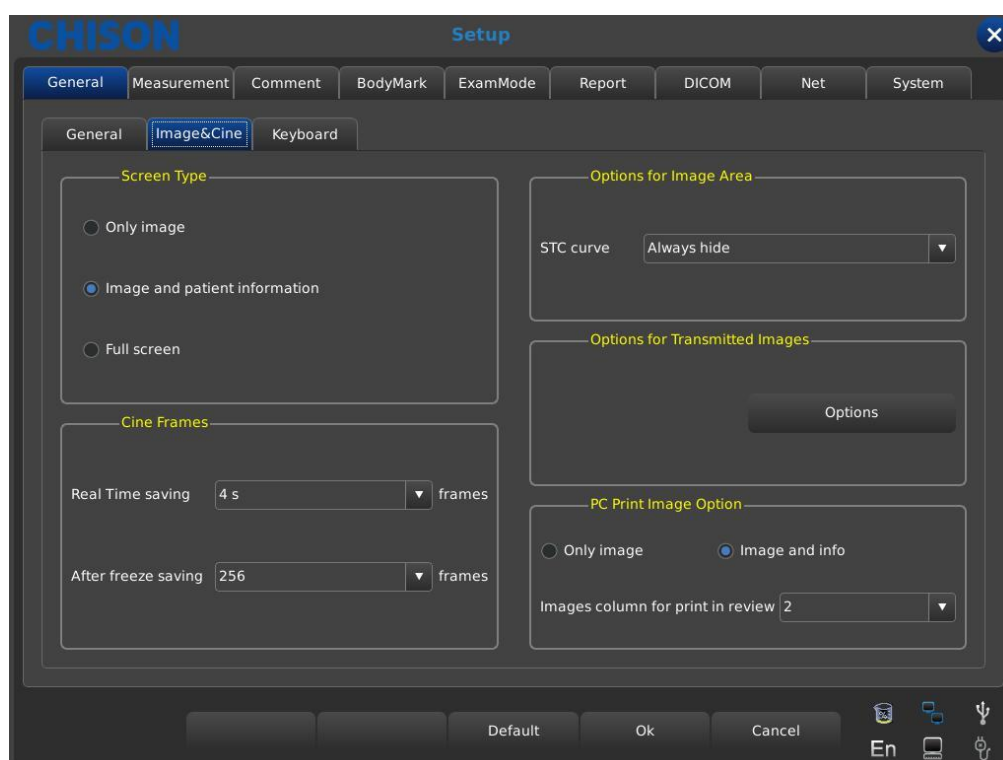 CHISON
Setup
General Measurement Comment BodyMark ExamMode Report DICOM Net System
General Image&Cine Keyboard
Screen Type
Only image
Image and patient information
Full screen
Cine Frames
Real Time saving 4 s frames
After freeze saving 256 frames
Options for Image Area
STC curve Always hide
Options for Transmitted Images
Options
PC Print Image Option
Only image Image and info
Images column for print in review 2
Default Ok Cancel
En